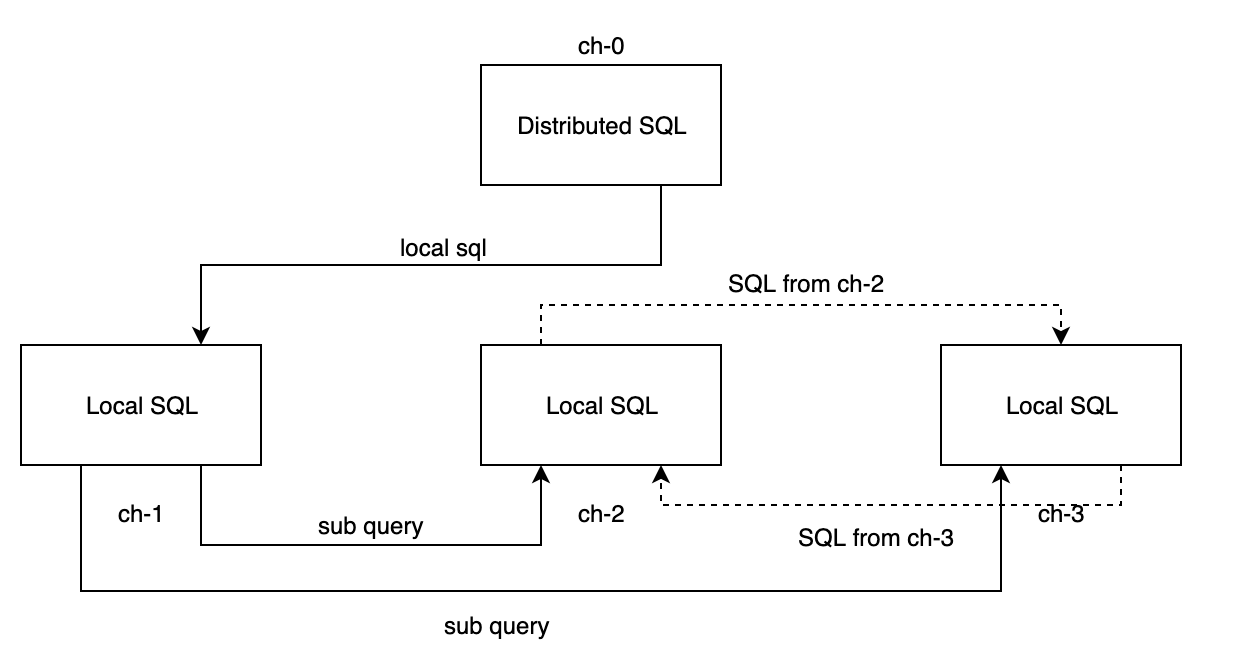 ch-0
Distributed SQL
local sql
SQL from ch-2
Local SQL
Local SQL
Local SQL
ch-1
sub query
ch-2
SQL from ch-3
ch-3
sub query